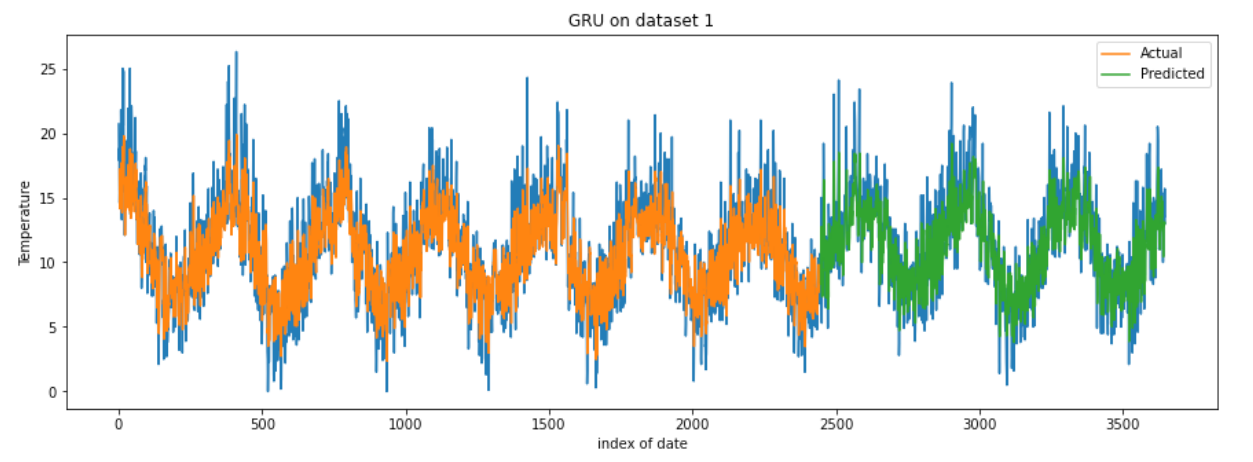 GRU on dataset 1
Actual
Predicted
Temperature
25
20
15
10
5
0
0 500 1000 1500 2000 2500 3000 3500
index of date